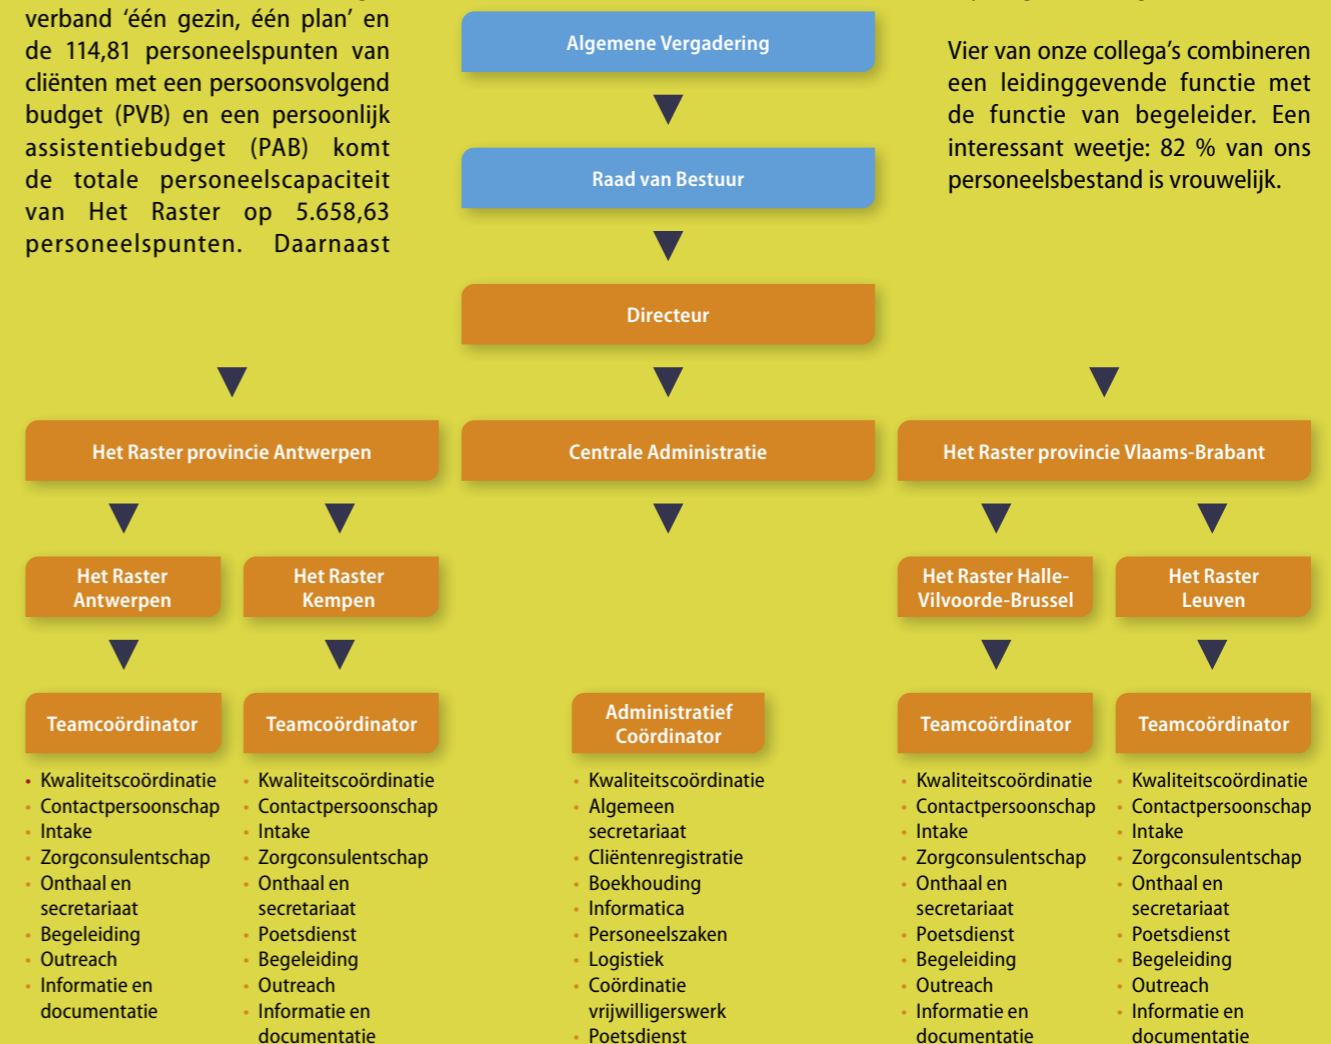 verband ‘één gezin, één plan’ en
de 114,81 personeelspunten van
cliënten met een persoonsvolgend
budget (PVB) en een persoonlijk
assistentiebudget (PAB) komt
de totale personeelscapaciteit
van Het Raster op 5.658,63
personeelspunten. Daarnaast
Vier van onze collega’s combineren
een leidinggevende functie met
de functie van begeleider. Een
interessant weetje: 82 % van ons
personeelsbestand is vrouwelijk.
Algemene Vergadering
Raad van Bestuur
Directeur
Het Raster provincie Antwerpen
Centrale Administratie
Het Raster provincie Vlaams-Brabant
Het Raster
Antwerpen
Het Raster
Kempen
Het Raster Halle-
Vilvoorde-Brussel
Het Raster
Leuven
Teamcoördinator
• Kwaliteitscoördinatie
• Contactpersoonschap
• Intake
• Zorgconsulentschap
• Onthaal en
secretariaat
• Begeleiding
• Outreach
• Informatie en
documentatie
Teamcoördinator
• Kwaliteitscoördinatie
• Contactpersoonschap
• Intake
• Zorgconsulentschap
• Onthaal en
secretariaat
• Poetsdienst
• Begeleiding
• Outreach
• Informatie en
documentatie
Administratief
Coördinator
• Kwaliteitscoördinatie
• Algemeen
secretariaat
• Cliëntenregistratie
• Boekhouding
• Informatica
• Personeelszaken
• Logistiek
• Coördinatie
vrijwilligerswerk
• Poetsdienst
Teamcoördinator
• Kwaliteitscoördinatie
• Contactpersoonschap
• Intake
• Zorgconsulentschap
• Onthaal en
secretariaat
• Poetsdienst
• Begeleiding
• Outreach
• Informatie en
documentatie
Teamcoördinator
• Kwaliteitscoördinatie
• Contactpersoonschap
• Intake
• Zorgconsulentschap
• Onthaal en
secretariaat
• Poetsdienst
• Begeleiding
• Outreach
• Informatie en
documentatie